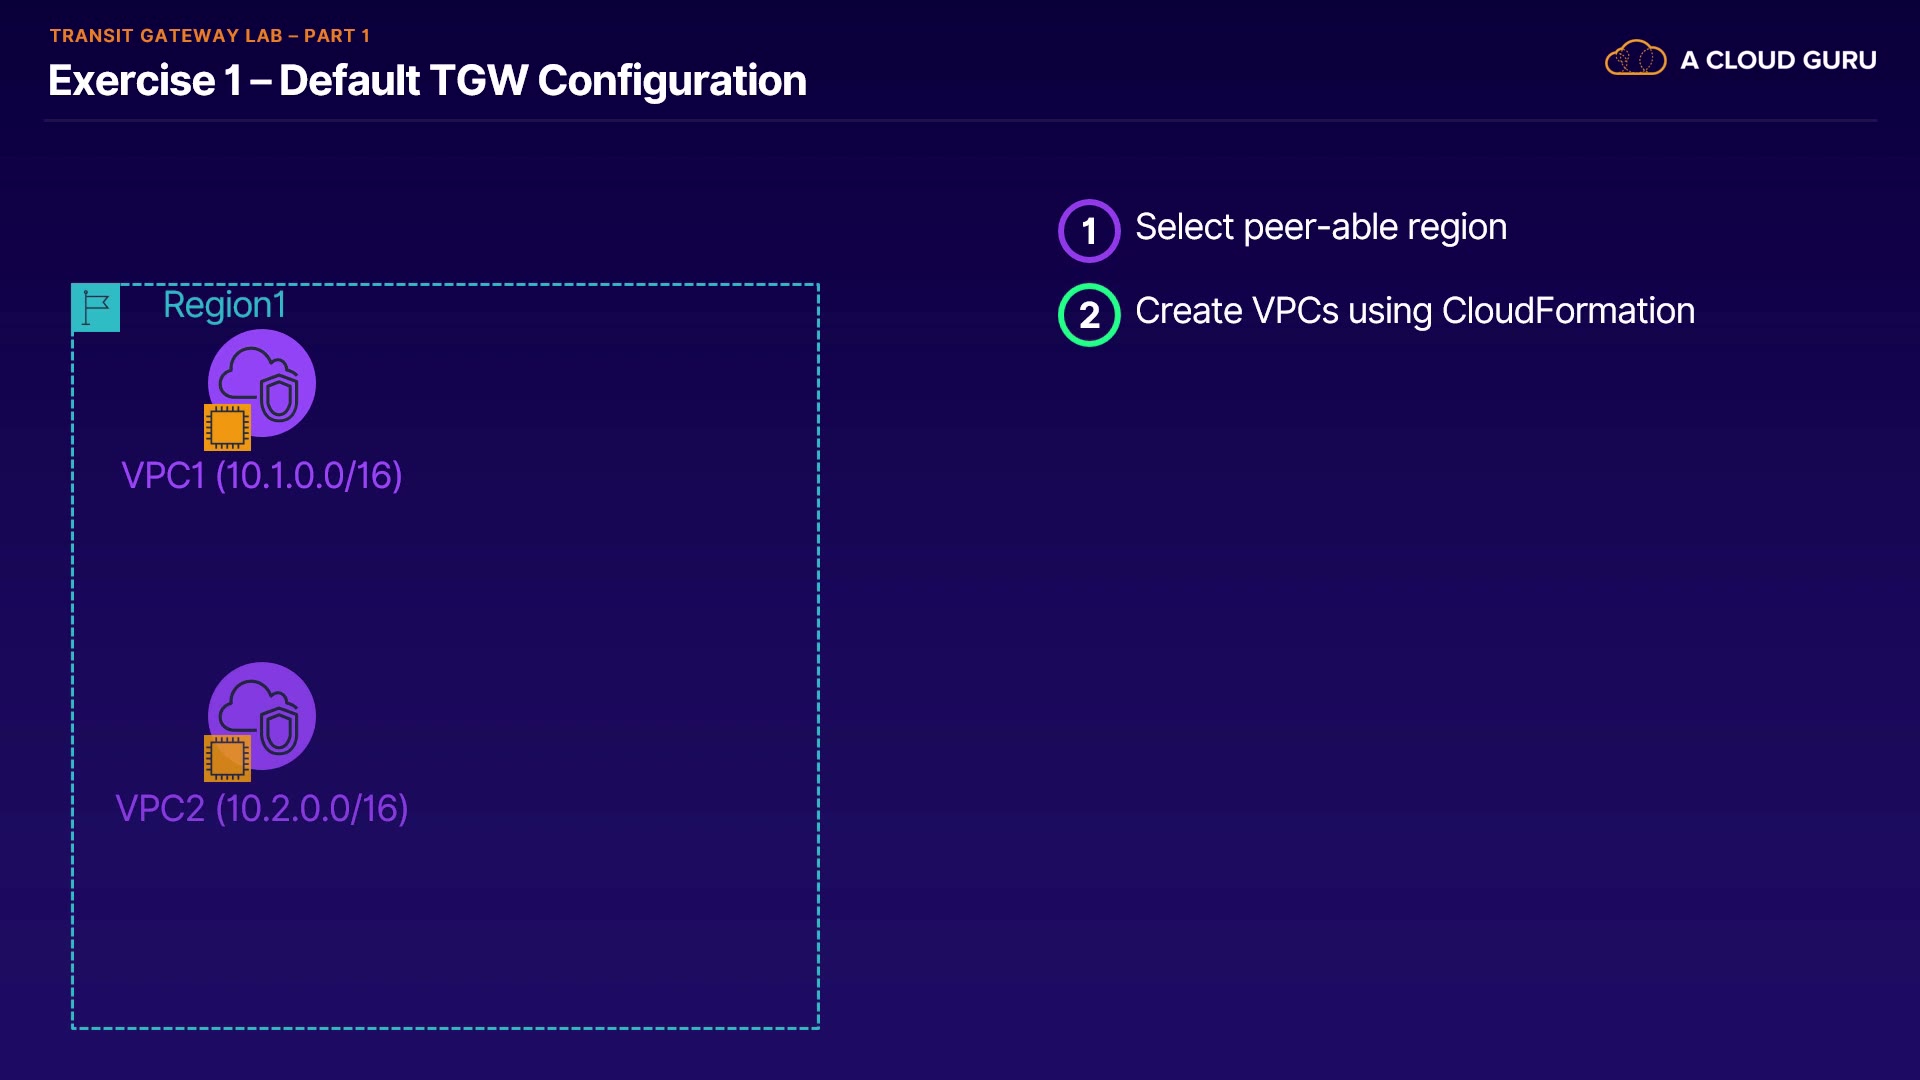 TRANSIT GATEWAY LAB – PART 1
Exercise 1 – Default TGW Configuration
A CLOUD GURU
1 Select peer-able region
2 Create VPCs using CloudFormation
Region1
VPC1 (10.1.0.0/16)
VPC2 (10.2.0.0/16)